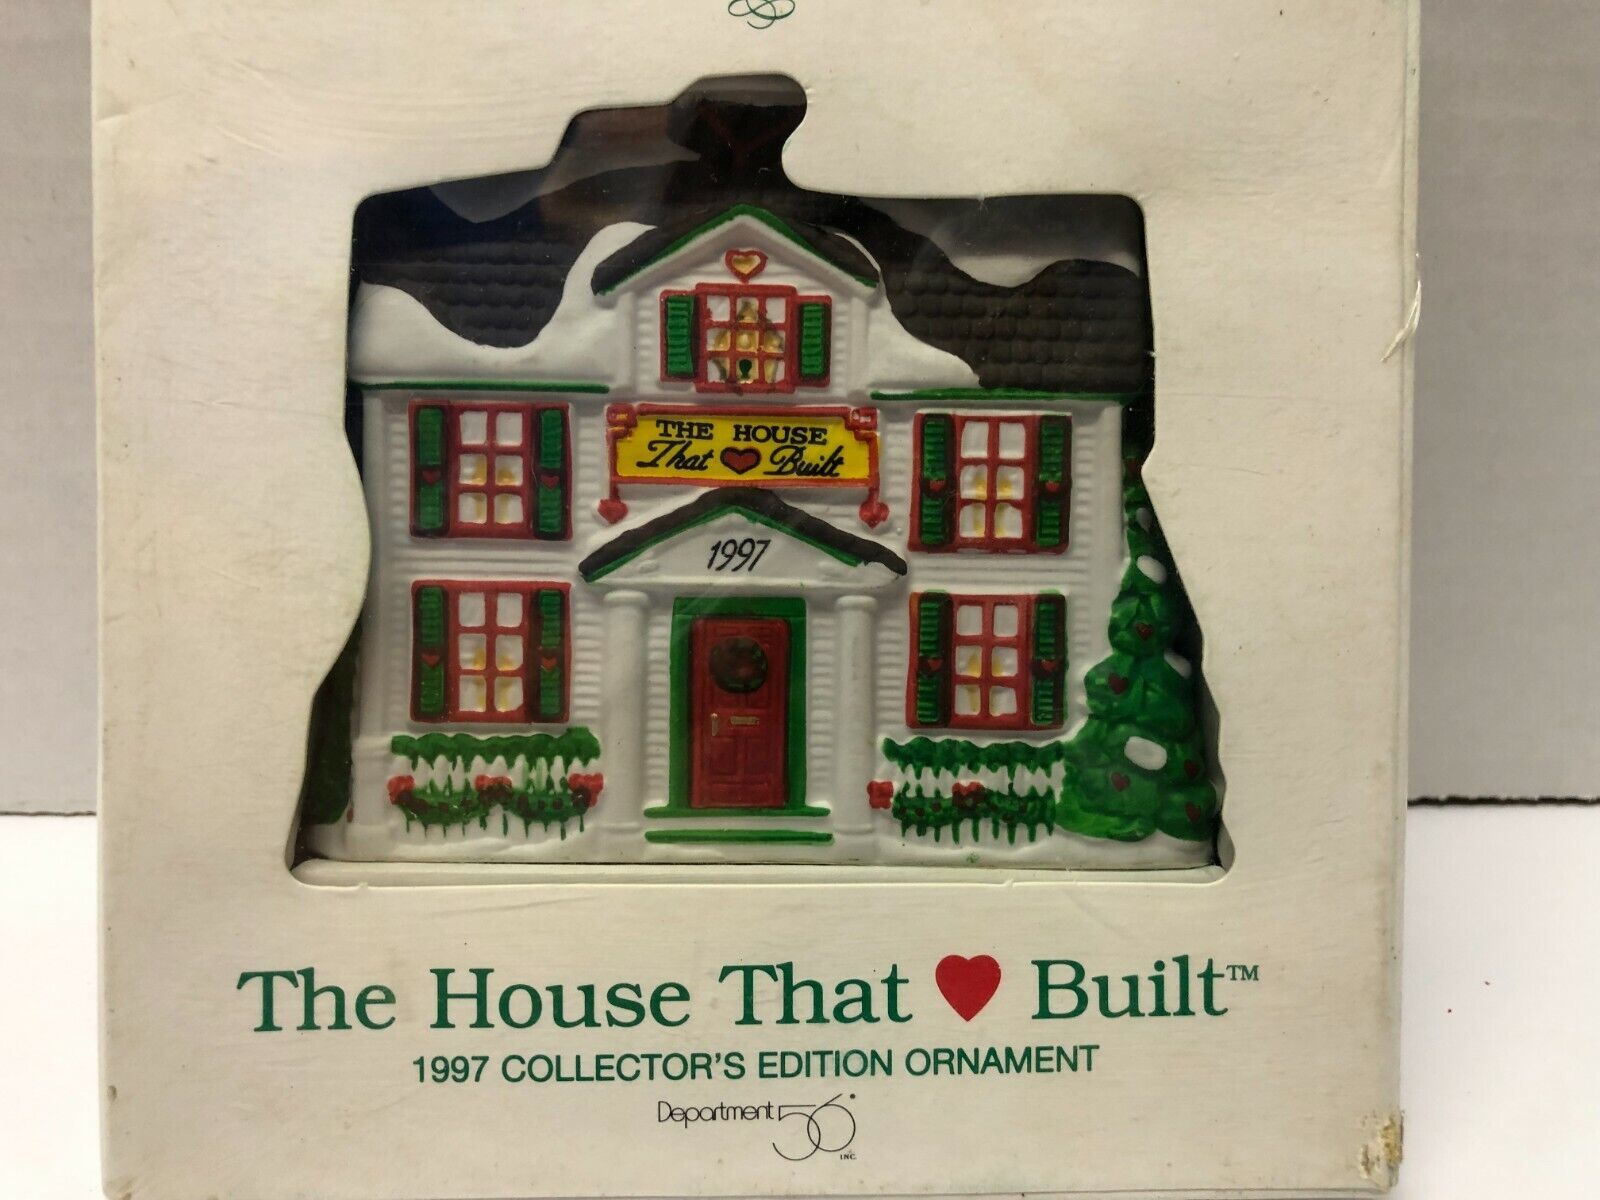 THE HOUSE
That ♥ Built
1997
The House That ♥ Built™
1997 COLLECTOR'S EDITION ORNAMENT
Department 56®
INC.